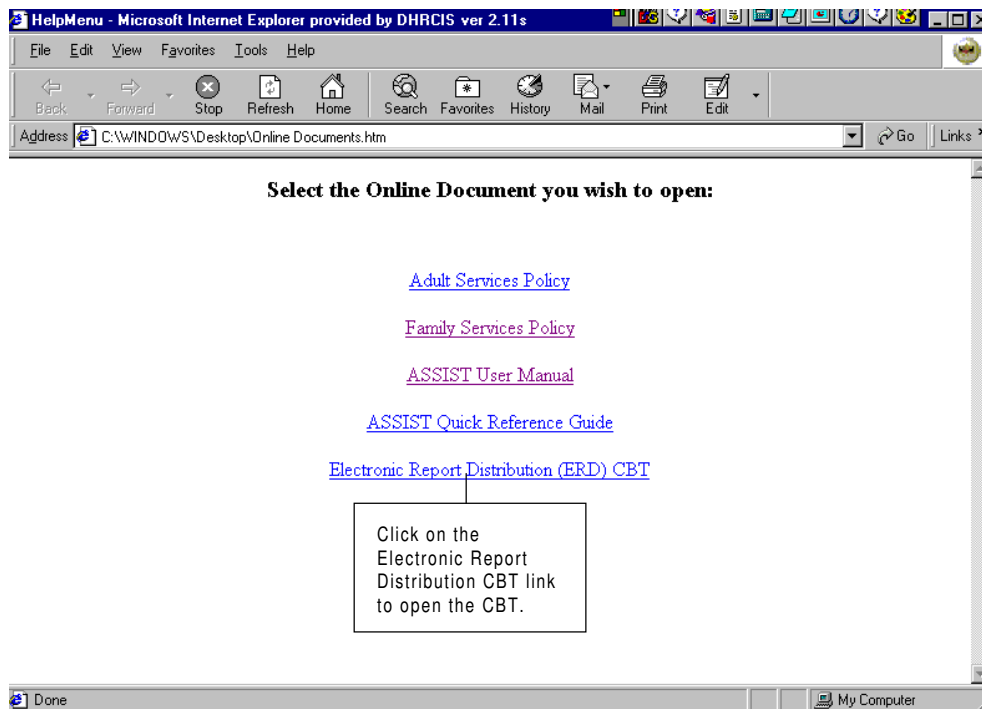 HelpMenu - Microsoft Internet Explorer provided by DHRCIS ver 2.11s
File Edit View Favorites Tools Help
Back Forward Stop Refresh Home Search Favorites History Mail Print Edit
Address C:\WINDOWS\Desktop\Online Documents.htm Go Links
Select the Online Document you wish to open:
Adult Services Policy
Family Services Policy
ASSIST User Manual
ASSIST Quick Reference Guide
Electronic Report Distribution (ERD) CBT
Click on the
Electronic Report
Distribution CBT link
to open the CBT.
Done My Computer